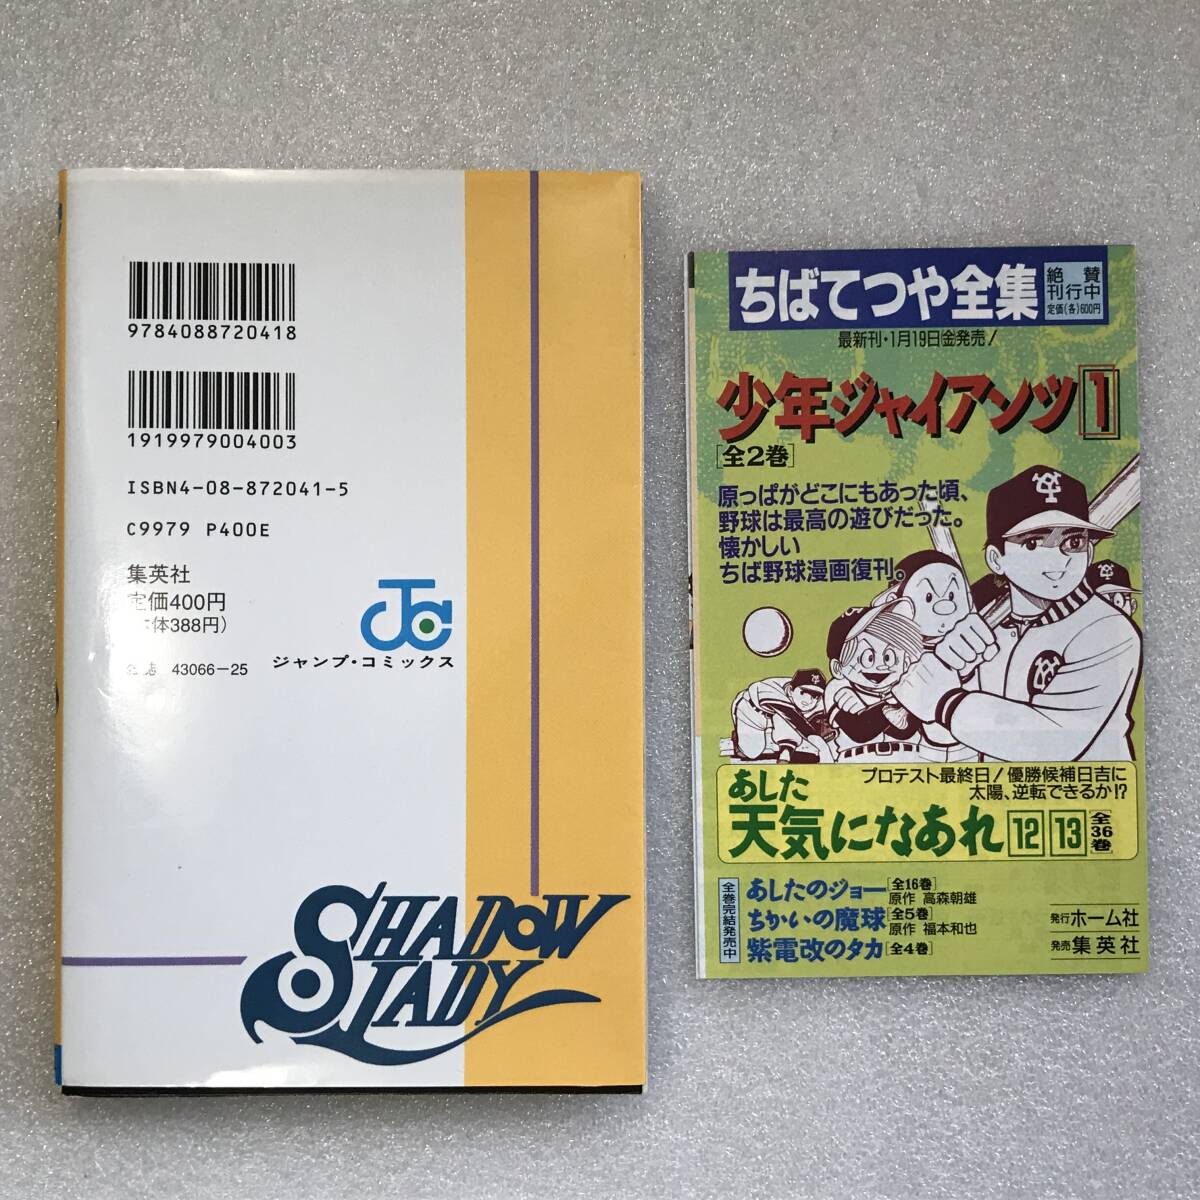 9784088720418
1919979004003
ISBN4-08-872041-5
C9979 P400E
集英社
定価400円
体388円)
43066-25
ジャンプ・コミックス
SHADOW
LADY
ちばてつや全集
絶賛
刊行中
定価(各)600円
最新刊・1月19日(金)発売!
少年ジャイアンツ1
[全2巻]
原っぱがどこにもあった頃、
野球は最高の遊びだった。
懐かしい
ちば野球漫画復刊。
プロテスト最終日!優勝候補日吉に
太陽、逆転できるか!?
あした
天気になあれ 12 13 [全36巻]
全巻完結発売中
あしたのジョー [全16巻]
原作 高森朝雄
ちかいの魔球 [全5巻]
原作 福本和也
紫電改のタカ [全4巻]
発行 ホーム社
発売 集英社